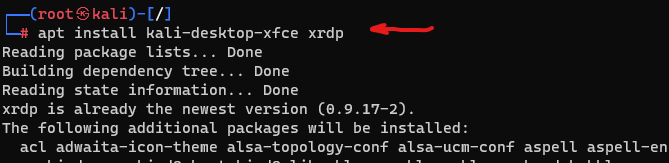 (root㉿kali)-[/]
# apt install kali-desktop-xfce xrdp
Reading package lists... Done
Building dependency tree... Done
Reading state information... Done
xrdp is already the newest version (0.9.17-2).
The following additional packages will be installed:
acl adwaita-icon-theme alsa-topology-conf alsa-ucm-conf aspell aspell-en